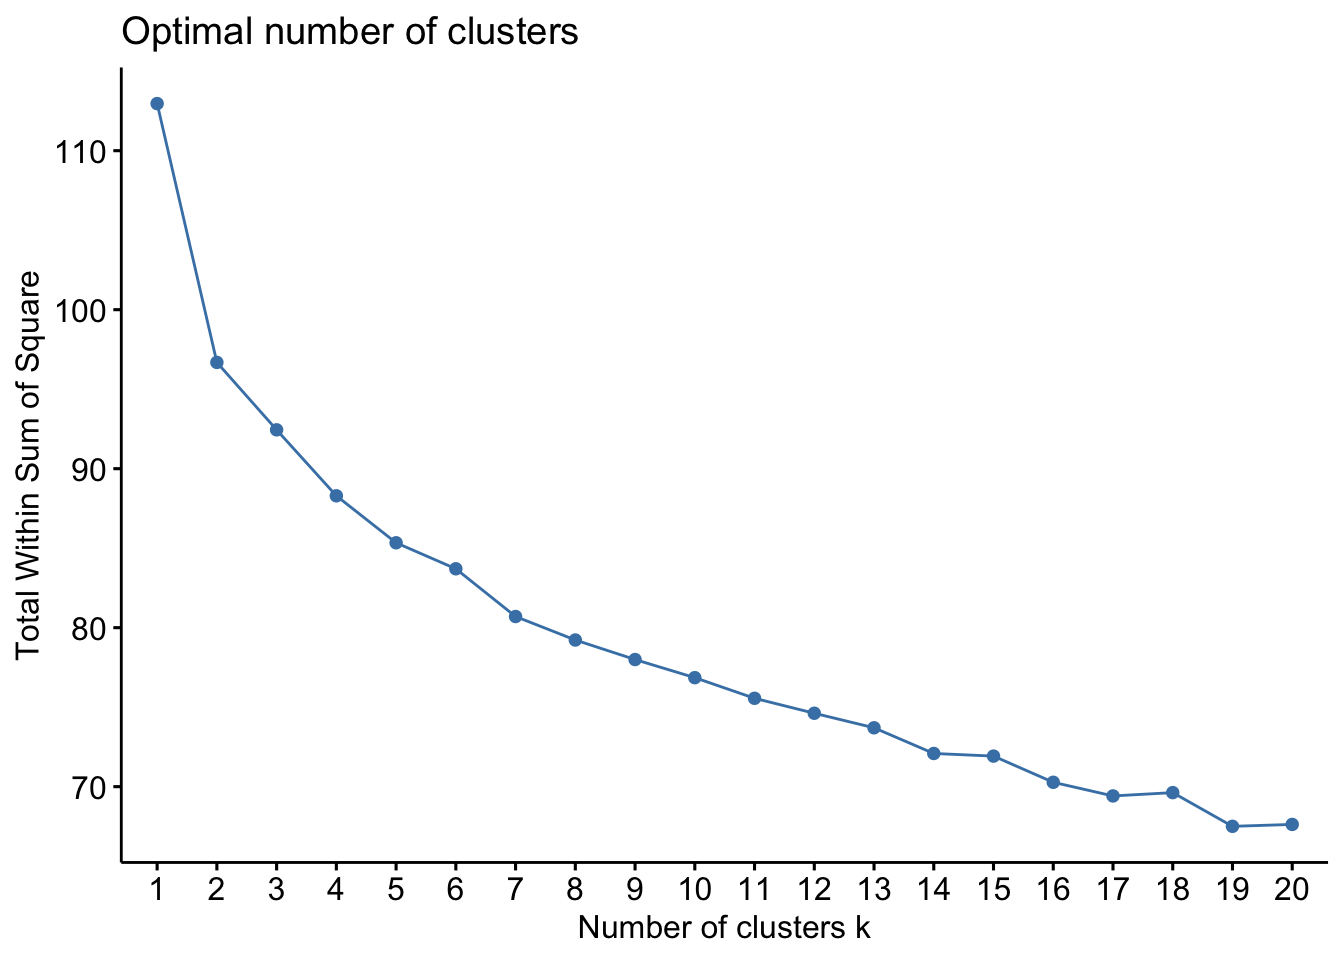 Optimal number of clusters
Total Within Sum of Square
110
100
90
80
70
1 2 3 4 5 6 7 8 9 10 11 12 13 14 15 16 17 18 19 20
Number of clusters k